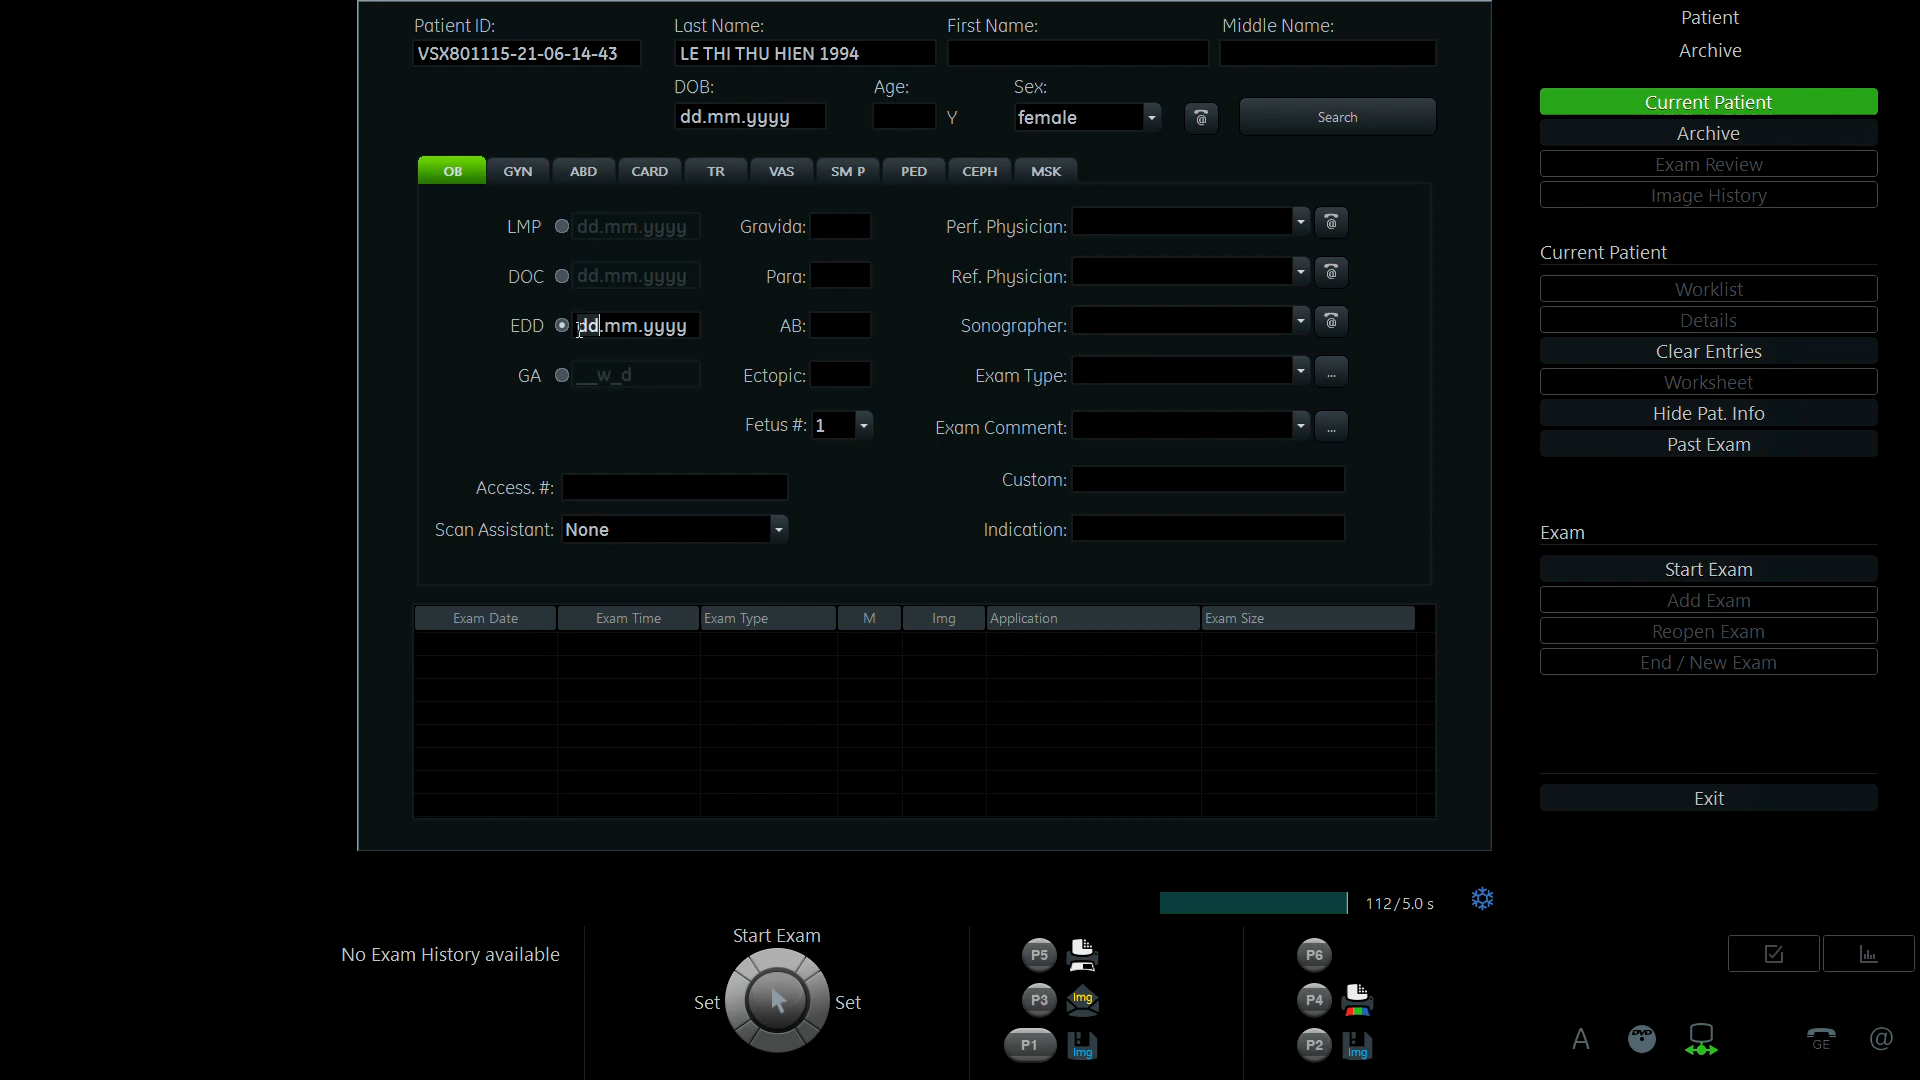 Patient ID: Last Name: First Name: Middle Name:
VSX801115-21-06-14-43 LE THI THU HIEN 1994
DOB: Age: Sex:
dd.mm.yyyy Y female @ Search
OB GYN ABD CARD TR VAS SM P PED CEPH MSK
LMP dd.mm.yyyy Gravida: Perf. Physician: @
DOC dd.mm.yyyy Para: Ref. Physician: @
EDD dd.mm.yyyy AB: Sonographer: @
GA __w_d Ectopic: Exam Type: ...
Fetus #: 1 Exam Comment: ...
Access. #: Custom:
Scan Assistant: None Indication:
Exam Date Exam Time Exam Type M Img Application Exam Size
112/5.0 s
No Exam History available
Start Exam
Set Set
P5 P6
P3 Img P4
P1 Img P2 Img
Patient
Archive
Current Patient
Archive
Exam Review
Image History
Current Patient
Worklist
Details
Clear Entries
Worksheet
Hide Pat. Info
Past Exam
Exam
Start Exam
Add Exam
Reopen Exam
End / New Exam
Exit
A DVD GE @